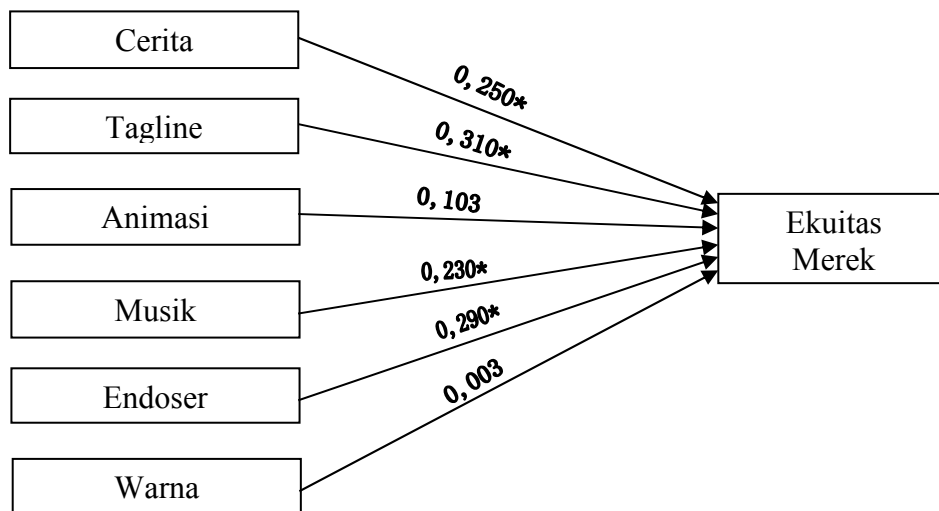 Cerita
0,250*
Tagline
0,310*
Animasi
0,103
Ekuitas
Merek
Musik
0,230*
Endoser
0,290*
Warna
0,003